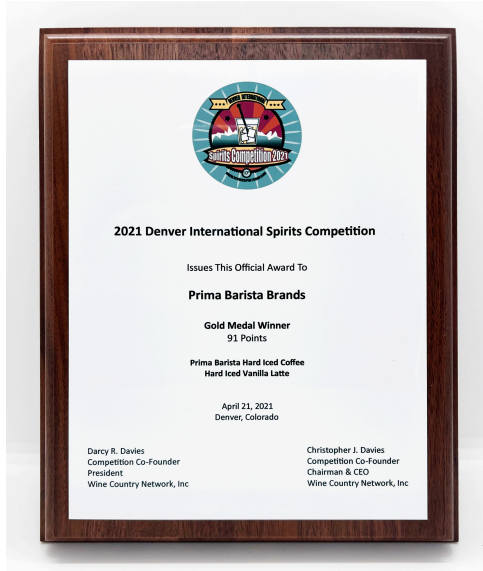 DENVER INTERNATIONAL
Spirits Competition 2021
2021 Denver International Spirits Competition
Issues This Official Award To
Prima Barista Brands
Gold Medal Winner
91 Points
Prima Barista Hard Iced Coffee
Hard Iced Vanilla Latte
April 21, 2021
Denver, Colorado
Darcy R. Davies
Competition Co-Founder
President
Wine Country Network, Inc
Christopher J. Davies
Competition Co-Founder
Chairman & CEO
Wine Country Network, Inc